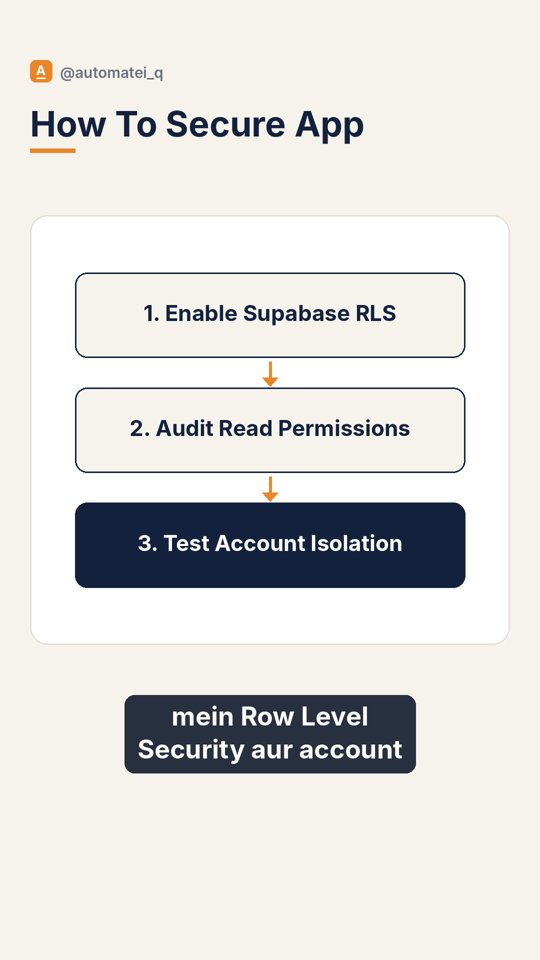 A
@automatei_q
How To Secure App
1. Enable Supabase RLS
2. Audit Read Permissions
3. Test Account Isolation
mein Row Level
Security aur account